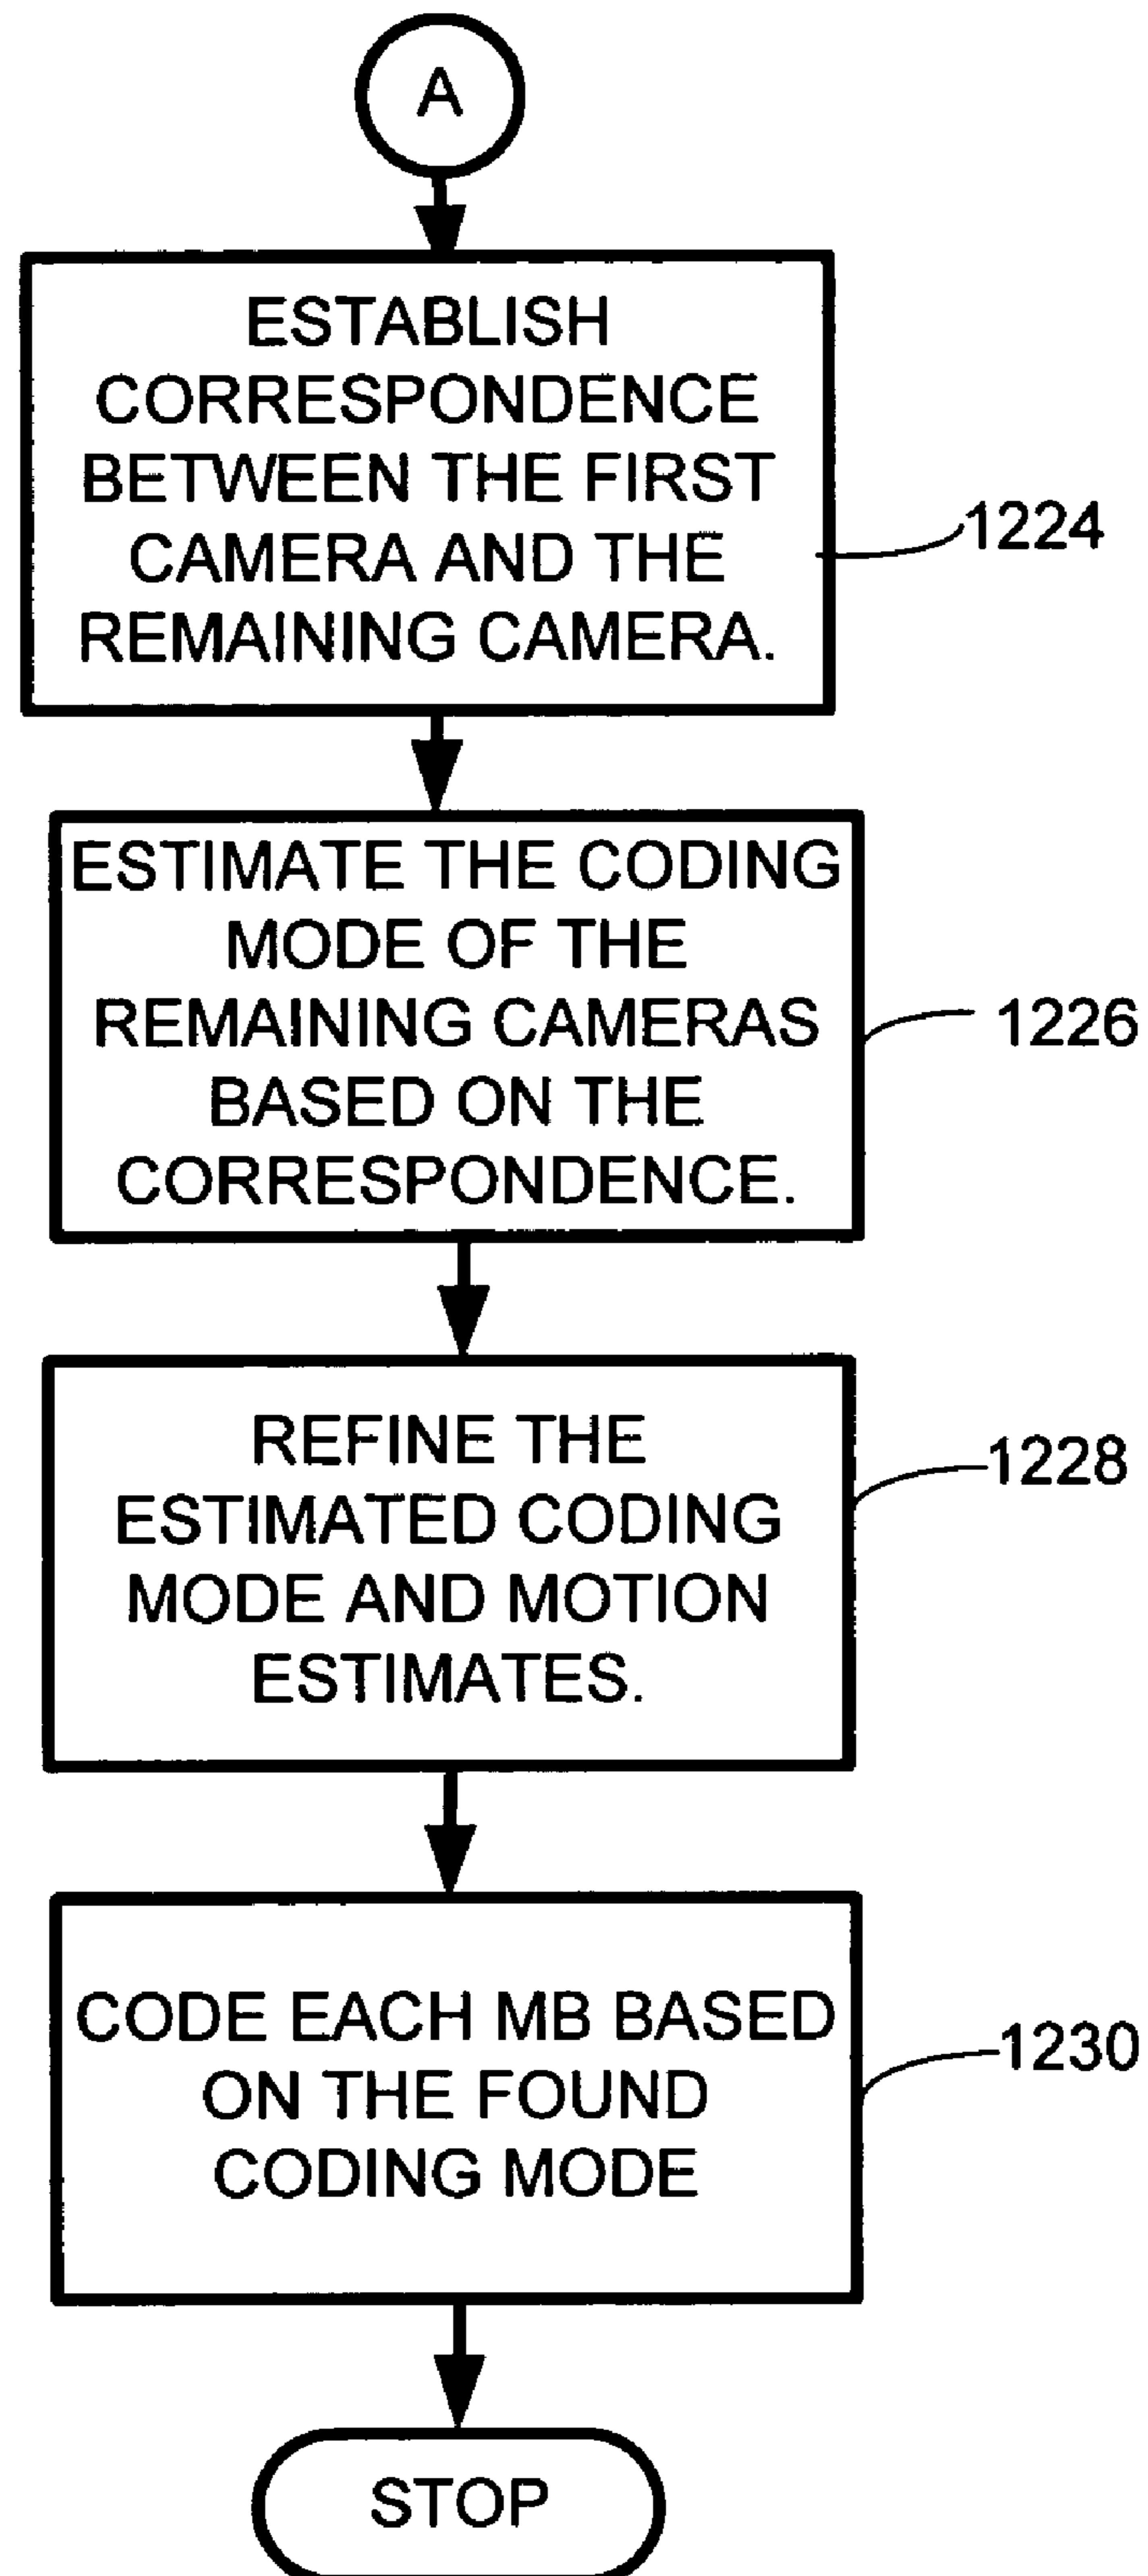 A
ESTABLISH
CORRESPONDENCE
BETWEEN THE FIRST
CAMERA AND THE
REMAINING CAMERA.
1224
ESTIMATE THE CODING
MODE OF THE
REMAINING CAMERAS
BASED ON THE
CORRESPONDENCE.
1226
REFINE THE
ESTIMATED CODING
MODE AND MOTION
ESTIMATES.
1228
CODE EACH MB BASED
ON THE FOUND
CODING MODE
1230
STOP